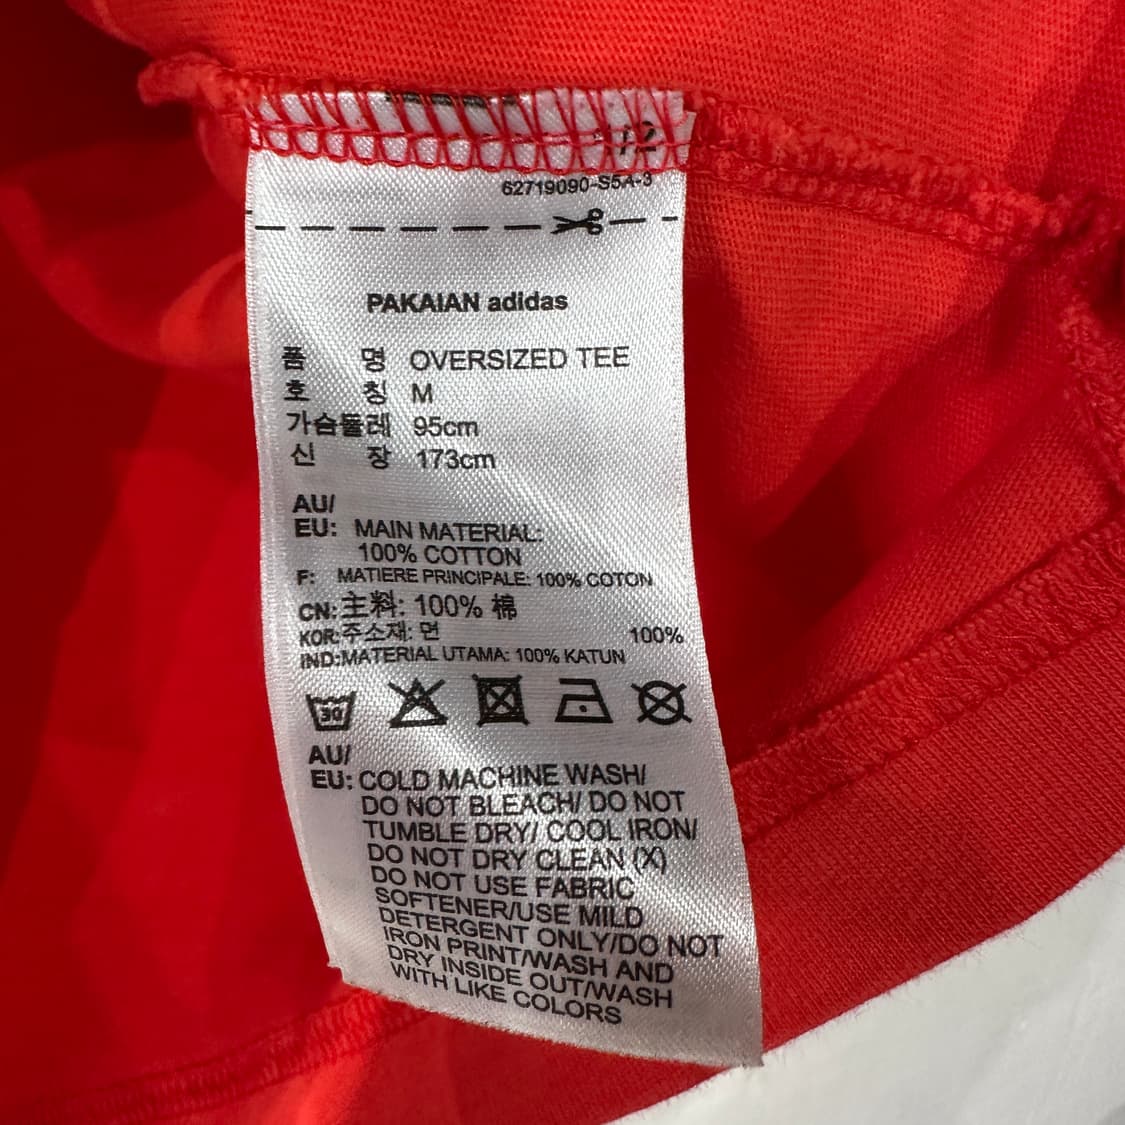 /2
62719090-S5A-3
PAKAIAN adidas
품 명 OVERSIZED TEE
호 칭 M
가슴둘레 95cm
신 장 173cm
AU/
EU: MAIN MATERIAL:
100% COTTON
F: MATIERE PRINCIPALE: 100% COTON
CN:主料: 100% 棉
KOR:주소재: 면 100%
IND:MATERIAL UTAMA: 100% KATUN
30
AU/
EU: COLD MACHINE WASH/
DO NOT BLEACH/ DO NOT
TUMBLE DRY/ COOL IRON/
DO NOT DRY CLEAN (X)
DO NOT USE FABRIC
SOFTENER/USE MILD
DETERGENT ONLY/DO NOT
IRON PRINT/WASH AND
DRY INSIDE OUT/WASH
WITH LIKE COLORS